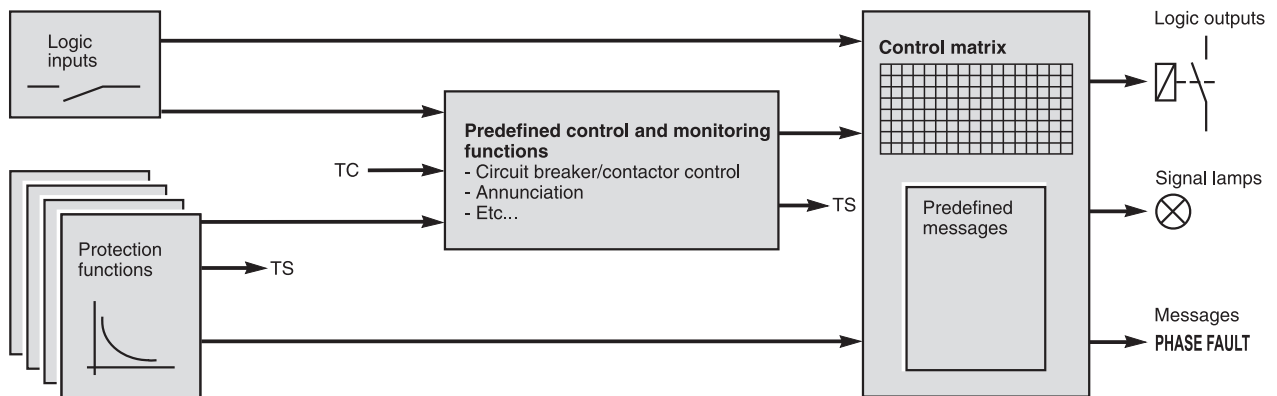 Logic
inputs
Protection
functions
TS
TC
Predefined control and monitoring
functions
- Circuit breaker/contactor control
- Annunciation
- Etc...
TS
Control matrix
Predefined
messages
Logic outputs
Signal lamps
Messages
PHASE FAULT